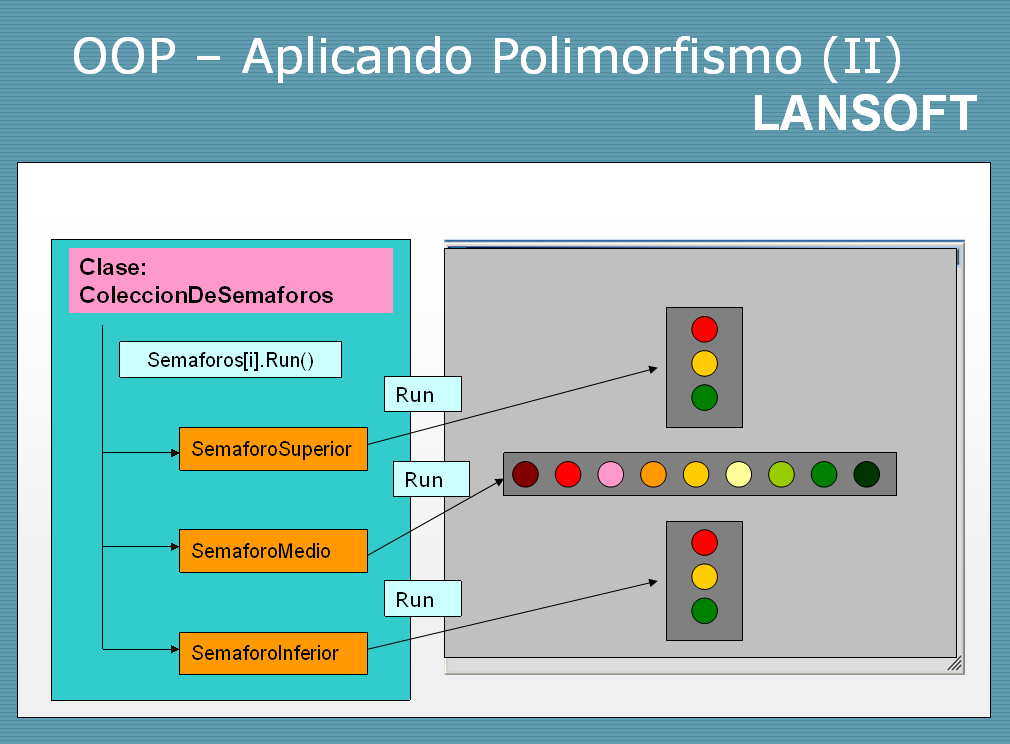 OOP – Aplicando Polimorfismo (II)
LANSOFT
Clase:
ColeccionDeSemaforos
Semaforos[i].Run()
Run
SemaforoSuperior
Run
SemaforoMedio
Run
SemaforoInferior